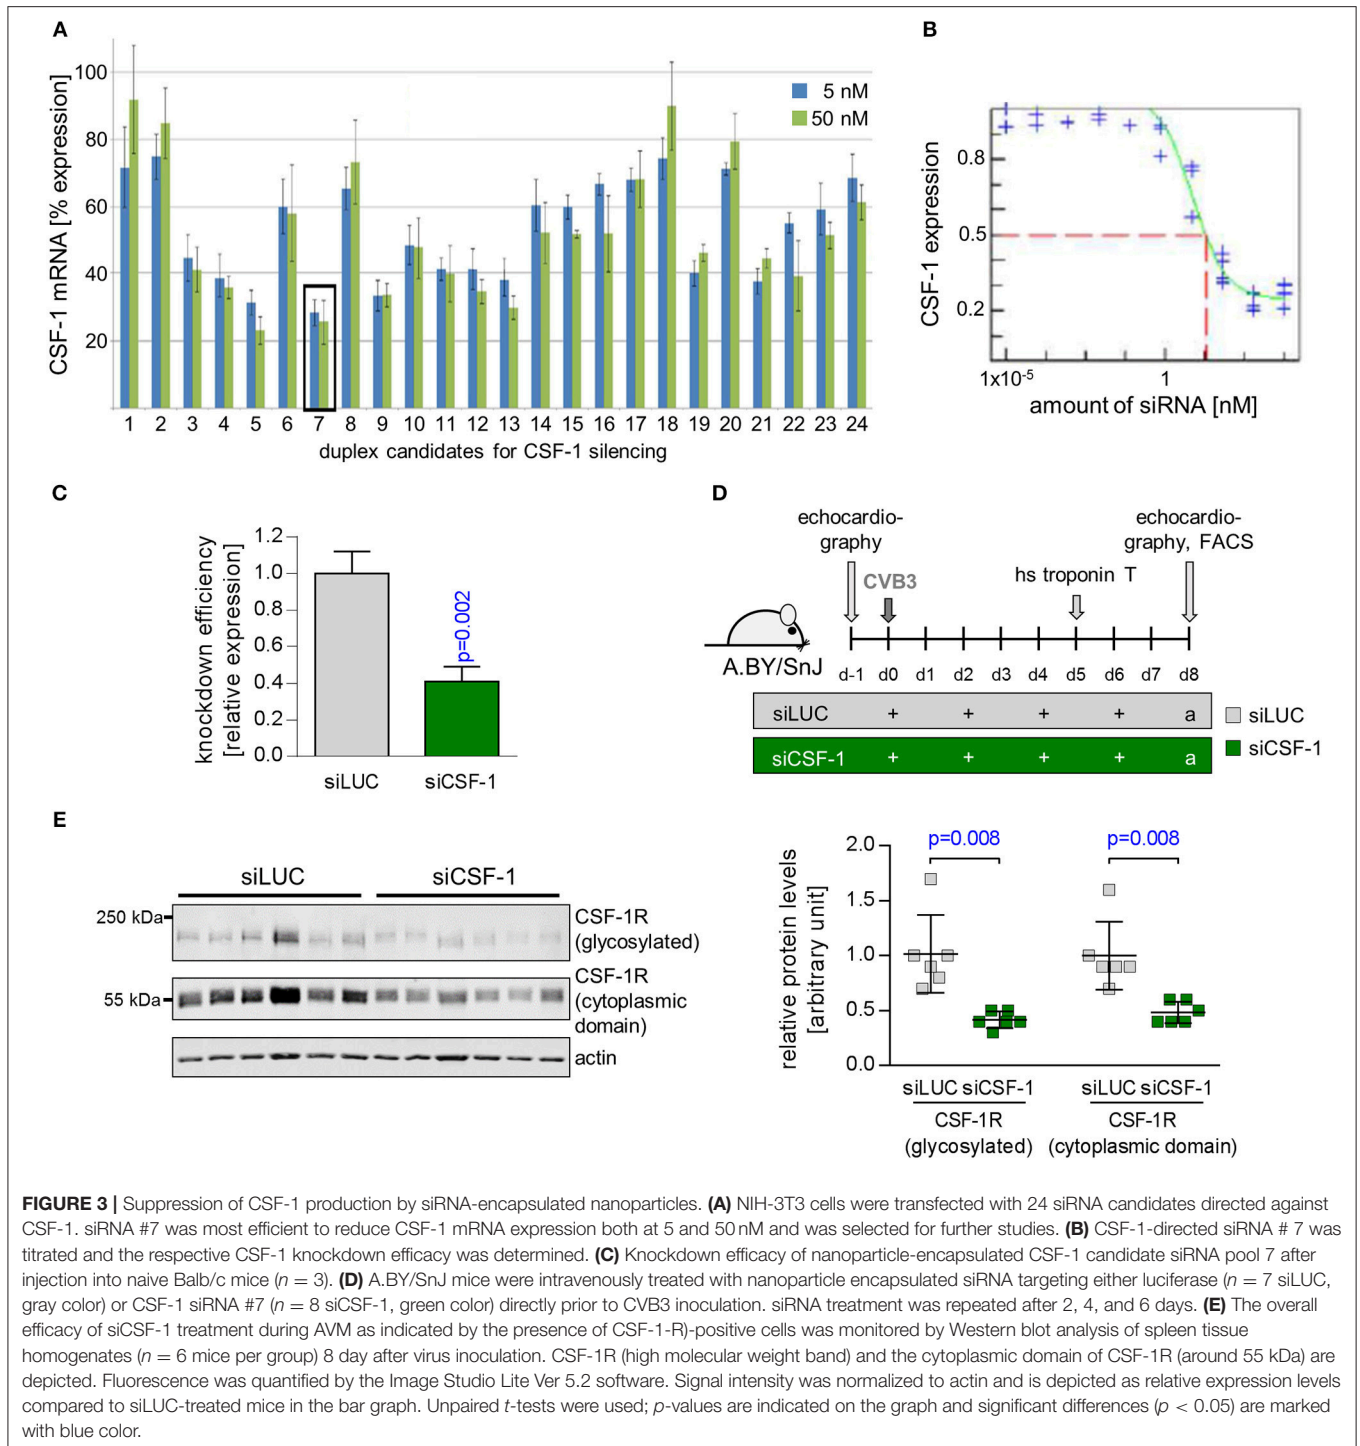 A
CSF-1 mRNA [% expression]
100
80
60
40
20
5 nM
50 nM
1 2 3 4 5 6 7 8 9 10 11 12 13 14 15 16 17 18 19 20 21 22 23 24
duplex candidates for CSF-1 silencing
B
CSF-1 expression
0.8
0.5
0.2
1x10-5 1
amount of siRNA [nM]
C
knockdown efficiency
[relative expression]
1.2
1.0
0.8
0.6
0.4
0.2
0.0
p=0.002
siLUC siCSF-1
D
echocardio-
graphy
CVB3
hs troponin T
echocardio-
graphy, FACS
A.BY/SnJ
d-1 d0 d1 d2 d3 d4 d5 d6 d7 d8
siLUC + + + + a
siCSF-1 + + + + a
siLUC
siCSF-1
E
siLUC siCSF-1
250 kDa
CSF-1R
(glycosylated)
55 kDa
CSF-1R
(cytoplasmic
domain)
actin
relative protein levels
[arbitrary unit]
2.0
1.5
1.0
0.5
0.0
p=0.008 p=0.008
siLUC siCSF-1 siLUC siCSF-1
CSF-1R CSF-1R
(glycosylated) (cytoplasmic domain)
FIGURE 3 | Suppression of CSF-1 production by siRNA-encapsulated nanoparticles. (A) NIH-3T3 cells were transfected with 24 siRNA candidates directed against
CSF-1. siRNA #7 was most efficient to reduce CSF-1 mRNA expression both at 5 and 50 nM and was selected for further studies. (B) CSF-1-directed siRNA # 7 was
titrated and the respective CSF-1 knockdown efficacy was determined. (C) Knockdown efficacy of nanoparticle-encapsulated CSF-1 candidate siRNA pool 7 after
injection into naive Balb/c mice (n = 3). (D) A.BY/SnJ mice were intravenously treated with nanoparticle encapsulated siRNA targeting either luciferase (n = 7 siLUC,
gray color) or CSF-1 siRNA #7 (n = 8 siCSF-1, green color) directly prior to CVB3 inoculation. siRNA treatment was repeated after 2, 4, and 6 days. (E) The overall
efficacy of siCSF-1 treatment during AVM as indicated by the presence of CSF-1-R)-positive cells was monitored by Western blot analysis of spleen tissue
homogenates (n = 6 mice per group) 8 day after virus inoculation. CSF-1R (high molecular weight band) and the cytoplasmic domain of CSF-1R (around 55 kDa) are
depicted. Fluorescence was quantified by the Image Studio Lite Ver 5.2 software. Signal intensity was normalized to actin and is depicted as relative expression levels
compared to siLUC-treated mice in the bar graph. Unpaired t-tests were used; p-values are indicated on the graph and significant differences (p < 0.05) are marked
with blue color.